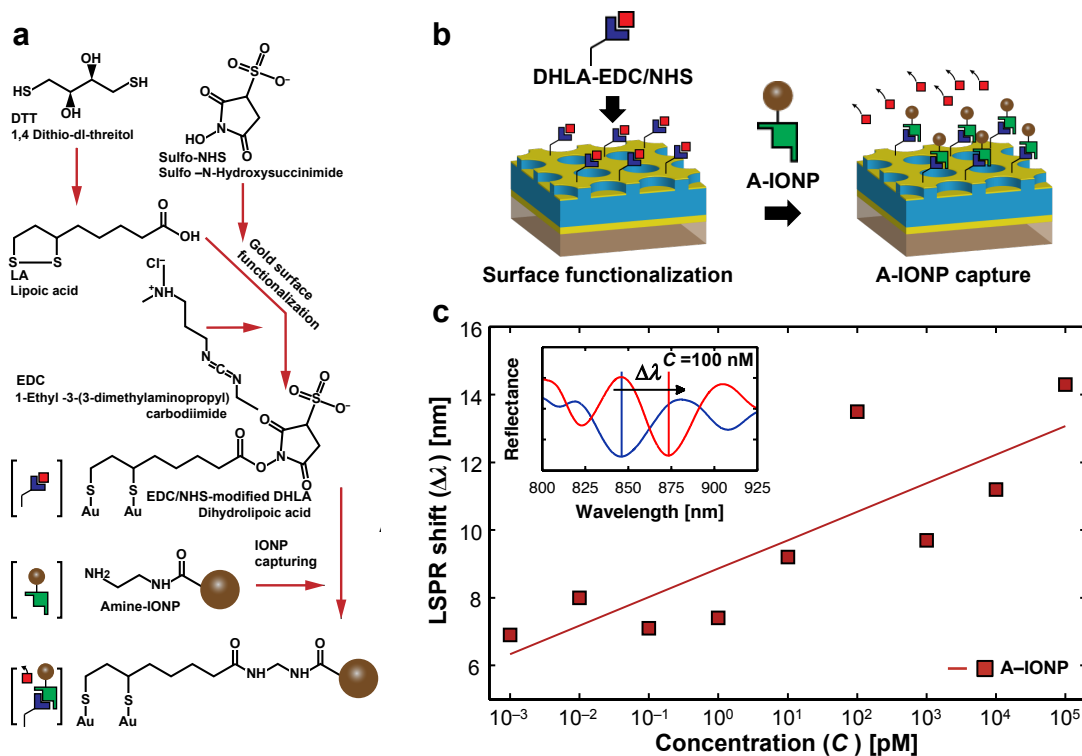 a
OH
SH
HS
OH
DTT
1,4 Dithio-dl-threitol
O
O
S
O⁻
O
N
HO
O
Sulfo-NHS
Sulfo –N-Hydroxysuccinimide
O
OH
S S
LA
Lipoic acid
Gold surface
functionalization
Cl⁻
NH
+
N
C
N
EDC
1-Ethyl -3-(3-dimethylaminopropyl)
carbodiimide
O
O
S
O⁻
O
O
N
O
O
S S
Au Au
EDC/NHS-modified DHLA
Dihydrolipoic acid
IONP
capturing
O
NH2
NH
Amine-IONP
O
O
NH NH
S S
Au Au
b
DHLA-EDC/NHS
A-IONP
Surface functionalization
A-IONP capture
c
LSPR shift (Δλ) [nm]
16
14
12
10
8
6
Reflectance
C =100 nM
Δλ
800 825 850 875 900 925
Wavelength [nm]
A–IONP
10⁻³ 10⁻² 10⁻¹ 10⁰ 10¹ 10² 10³ 10⁴ 10⁵
Concentration (C ) [pM]